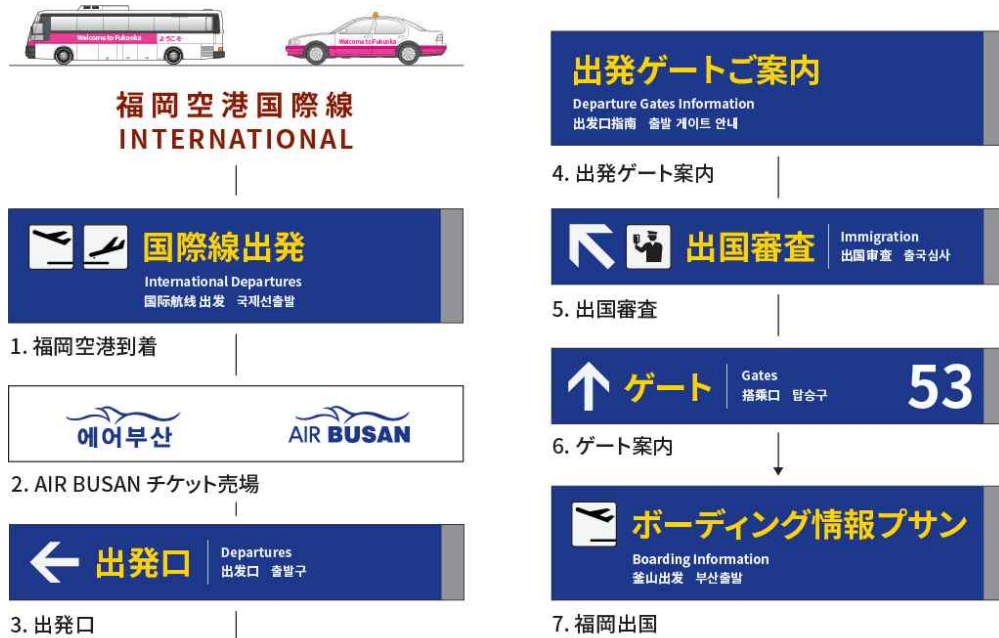 Welcome to Fukuoka ようこそ
Welcome to Fukuoka
福岡空港国際線
INTERNATIONAL
国際線出発
International Departures
国际航线 出发 국제선출발
1. 福岡空港到着
에어부산
AIR BUSAN
2. AIR BUSAN チケット売場
出発口
Departures
出发口 출발구
3. 出発口
出発ゲートご案内
Departure Gates Information
出发口指南 출발 게이트 안내
4. 出発ゲート案内
出国審査
Immigration
出国审查 출국심사
5. 出国審査
ゲート
Gates
搭乘口 탑승구
53
6. ゲート案内
ボーディング情報プサン
Boarding Information
釜山出发 부산출발
7. 福岡出国